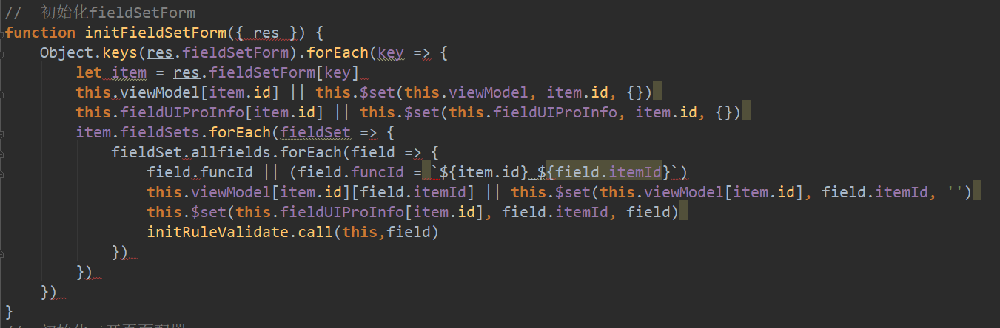 //  初始化fieldSetForm
function initFieldSetForm({ res }) {
    Object.keys(res.fieldSetForm).forEach(key => {
        let item = res.fieldSetForm[key]
        this.viewModel[item.id] || this.$set(this.viewModel, item.id, {})
        this.fieldUIProInfo[item.id] || this.$set(this.fieldUIProInfo, item.id, {})
        item.fieldSets.forEach(fieldSet => {
            fieldSet.allfields.forEach(field => {
                field.funcId || (field.funcId = `${item.id}_${field.itemId}`)
                this.viewModel[item.id][field.itemId] || this.$set(this.viewModel[item.id], field.itemId, '')
                this.$set(this.fieldUIProInfo[item.id], field.itemId, field)
                initRuleValidate.call(this,field)
            })
        })
    })
}